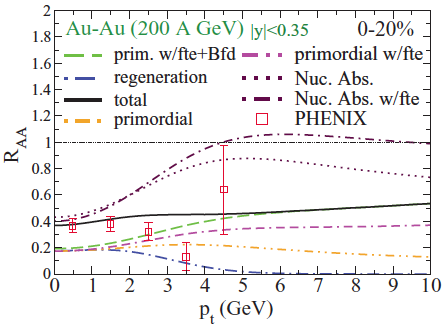 Au-Au (200 A GeV) |y|<0.35 0-20%
prim. w/fte+Bfd primordial w/fte
regeneration Nuc. Abs.
total Nuc. Abs. w/fte
primordial PHENIX
R_AA
2
1.8
1.6
1.4
1.2
1
0.8
0.6
0.4
0.2
0
0 1 2 3 4 5 6 7 8 9 10
p_t (GeV)